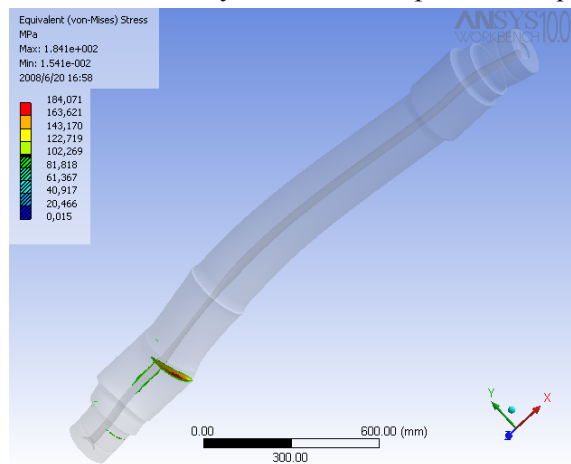 Equivalent (von-Mises) Stress
MPa
Max: 1.841e+002
Min: 1.541e-002
2008/6/20 16:58
184,071
163,621
143,170
122,719
102,269
81,818
61,367
40,917
20,466
0,015
ANSYS 10.0
WORKBENCH
Y
X
Z
0.00
600.00 (mm)
300.00